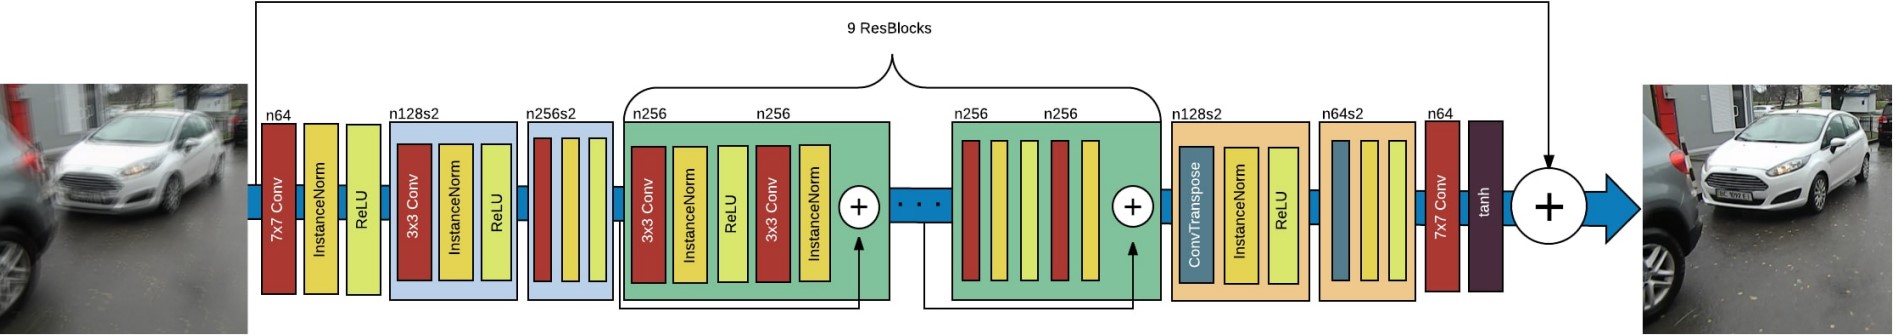 9 ResBlocks
n64
n128s2
n256s2
n256
n256
n256
n256
n128s2
n64s2
n64
7x7 Conv
InstanceNorm
ReLU
3x3 Conv
InstanceNorm
ReLU
3x3 Conv
InstanceNorm
ReLU
3x3 Conv
InstanceNorm
+
...
+
ConvTranspose
InstanceNorm
ReLU
7x7 Conv
tanh
+